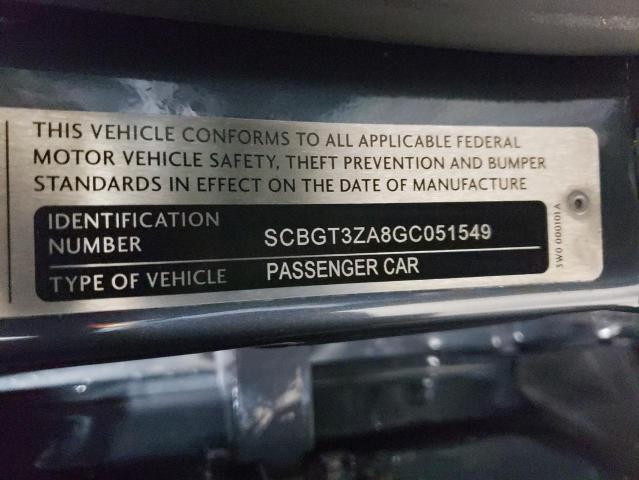 THIS VEHICLE CONFORMS TO ALL APPLICABLE FEDERAL
MOTOR VEHICLE SAFETY, THEFT PREVENTION AND BUMPER
STANDARDS IN EFFECT ON THE DATE OF MANUFACTURE
IDENTIFICATION
NUMBER SCBGT3ZA8GC051549
TYPE OF VEHICLE PASSENGER CAR
3W0 000101A